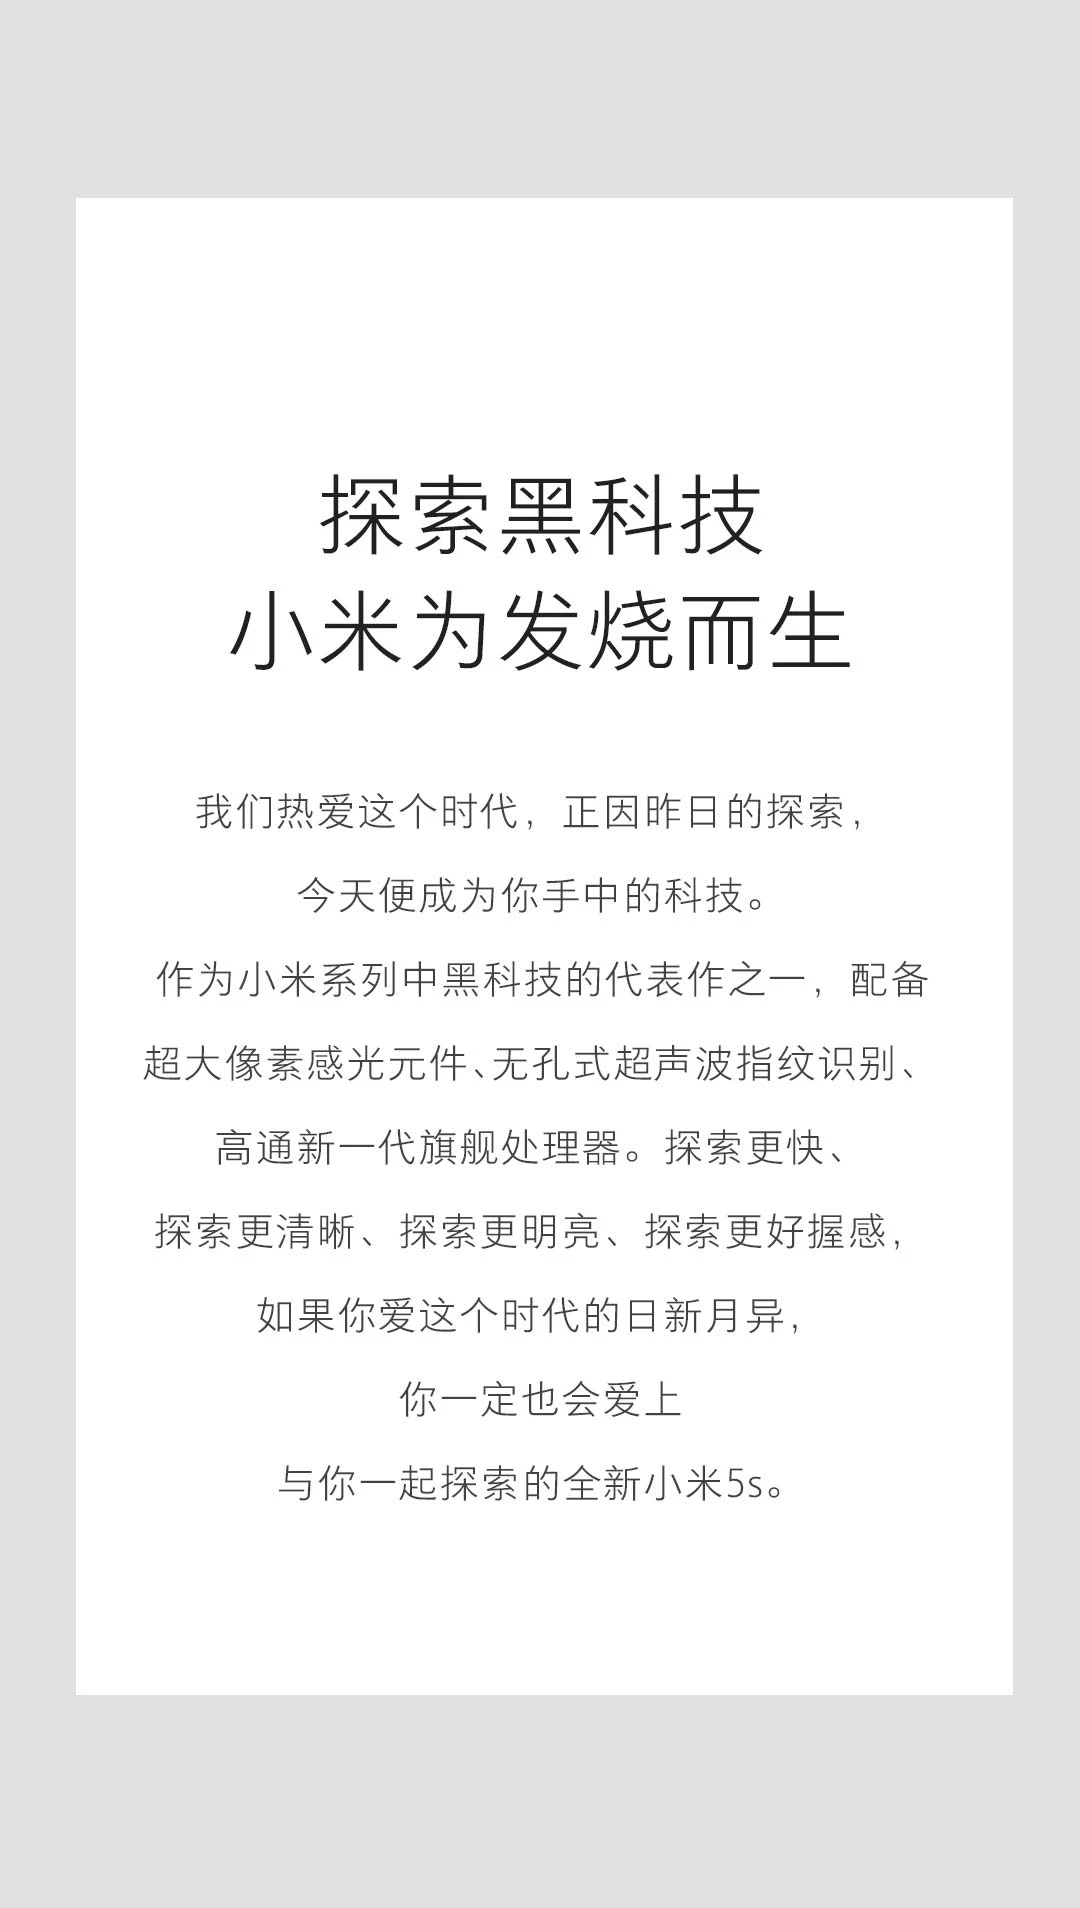 探索黑科技
小米为发烧而生
我们热爱这个时代，正因昨日的探索，
今天便成为你手中的科技。
作为小米系列中黑科技的代表作之一，配备
超大像素感光元件、无孔式超声波指纹识别、
高通新一代旗舰处理器。探索更快、
探索更清晰、探索更明亮、探索更好握感，
如果你爱这个时代的日新月异，
你一定也会爱上
与你一起探索的全新小米5s。